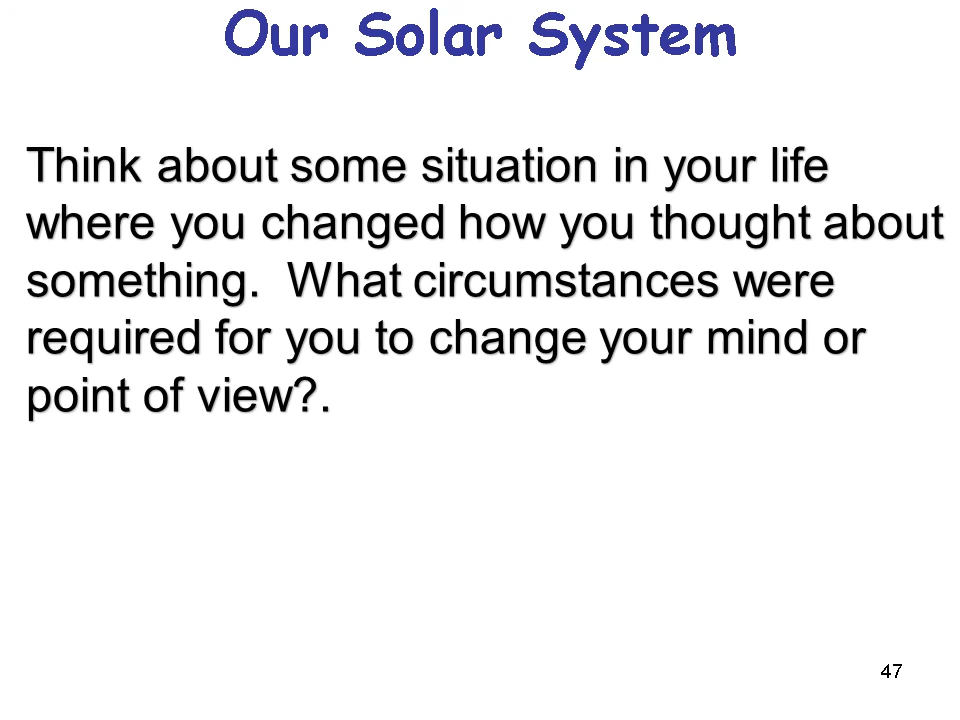 Our Solar System
Think about some situation in your life
where you changed how you thought about
something.  What circumstances were
required for you to change your mind or
point of view?.
47